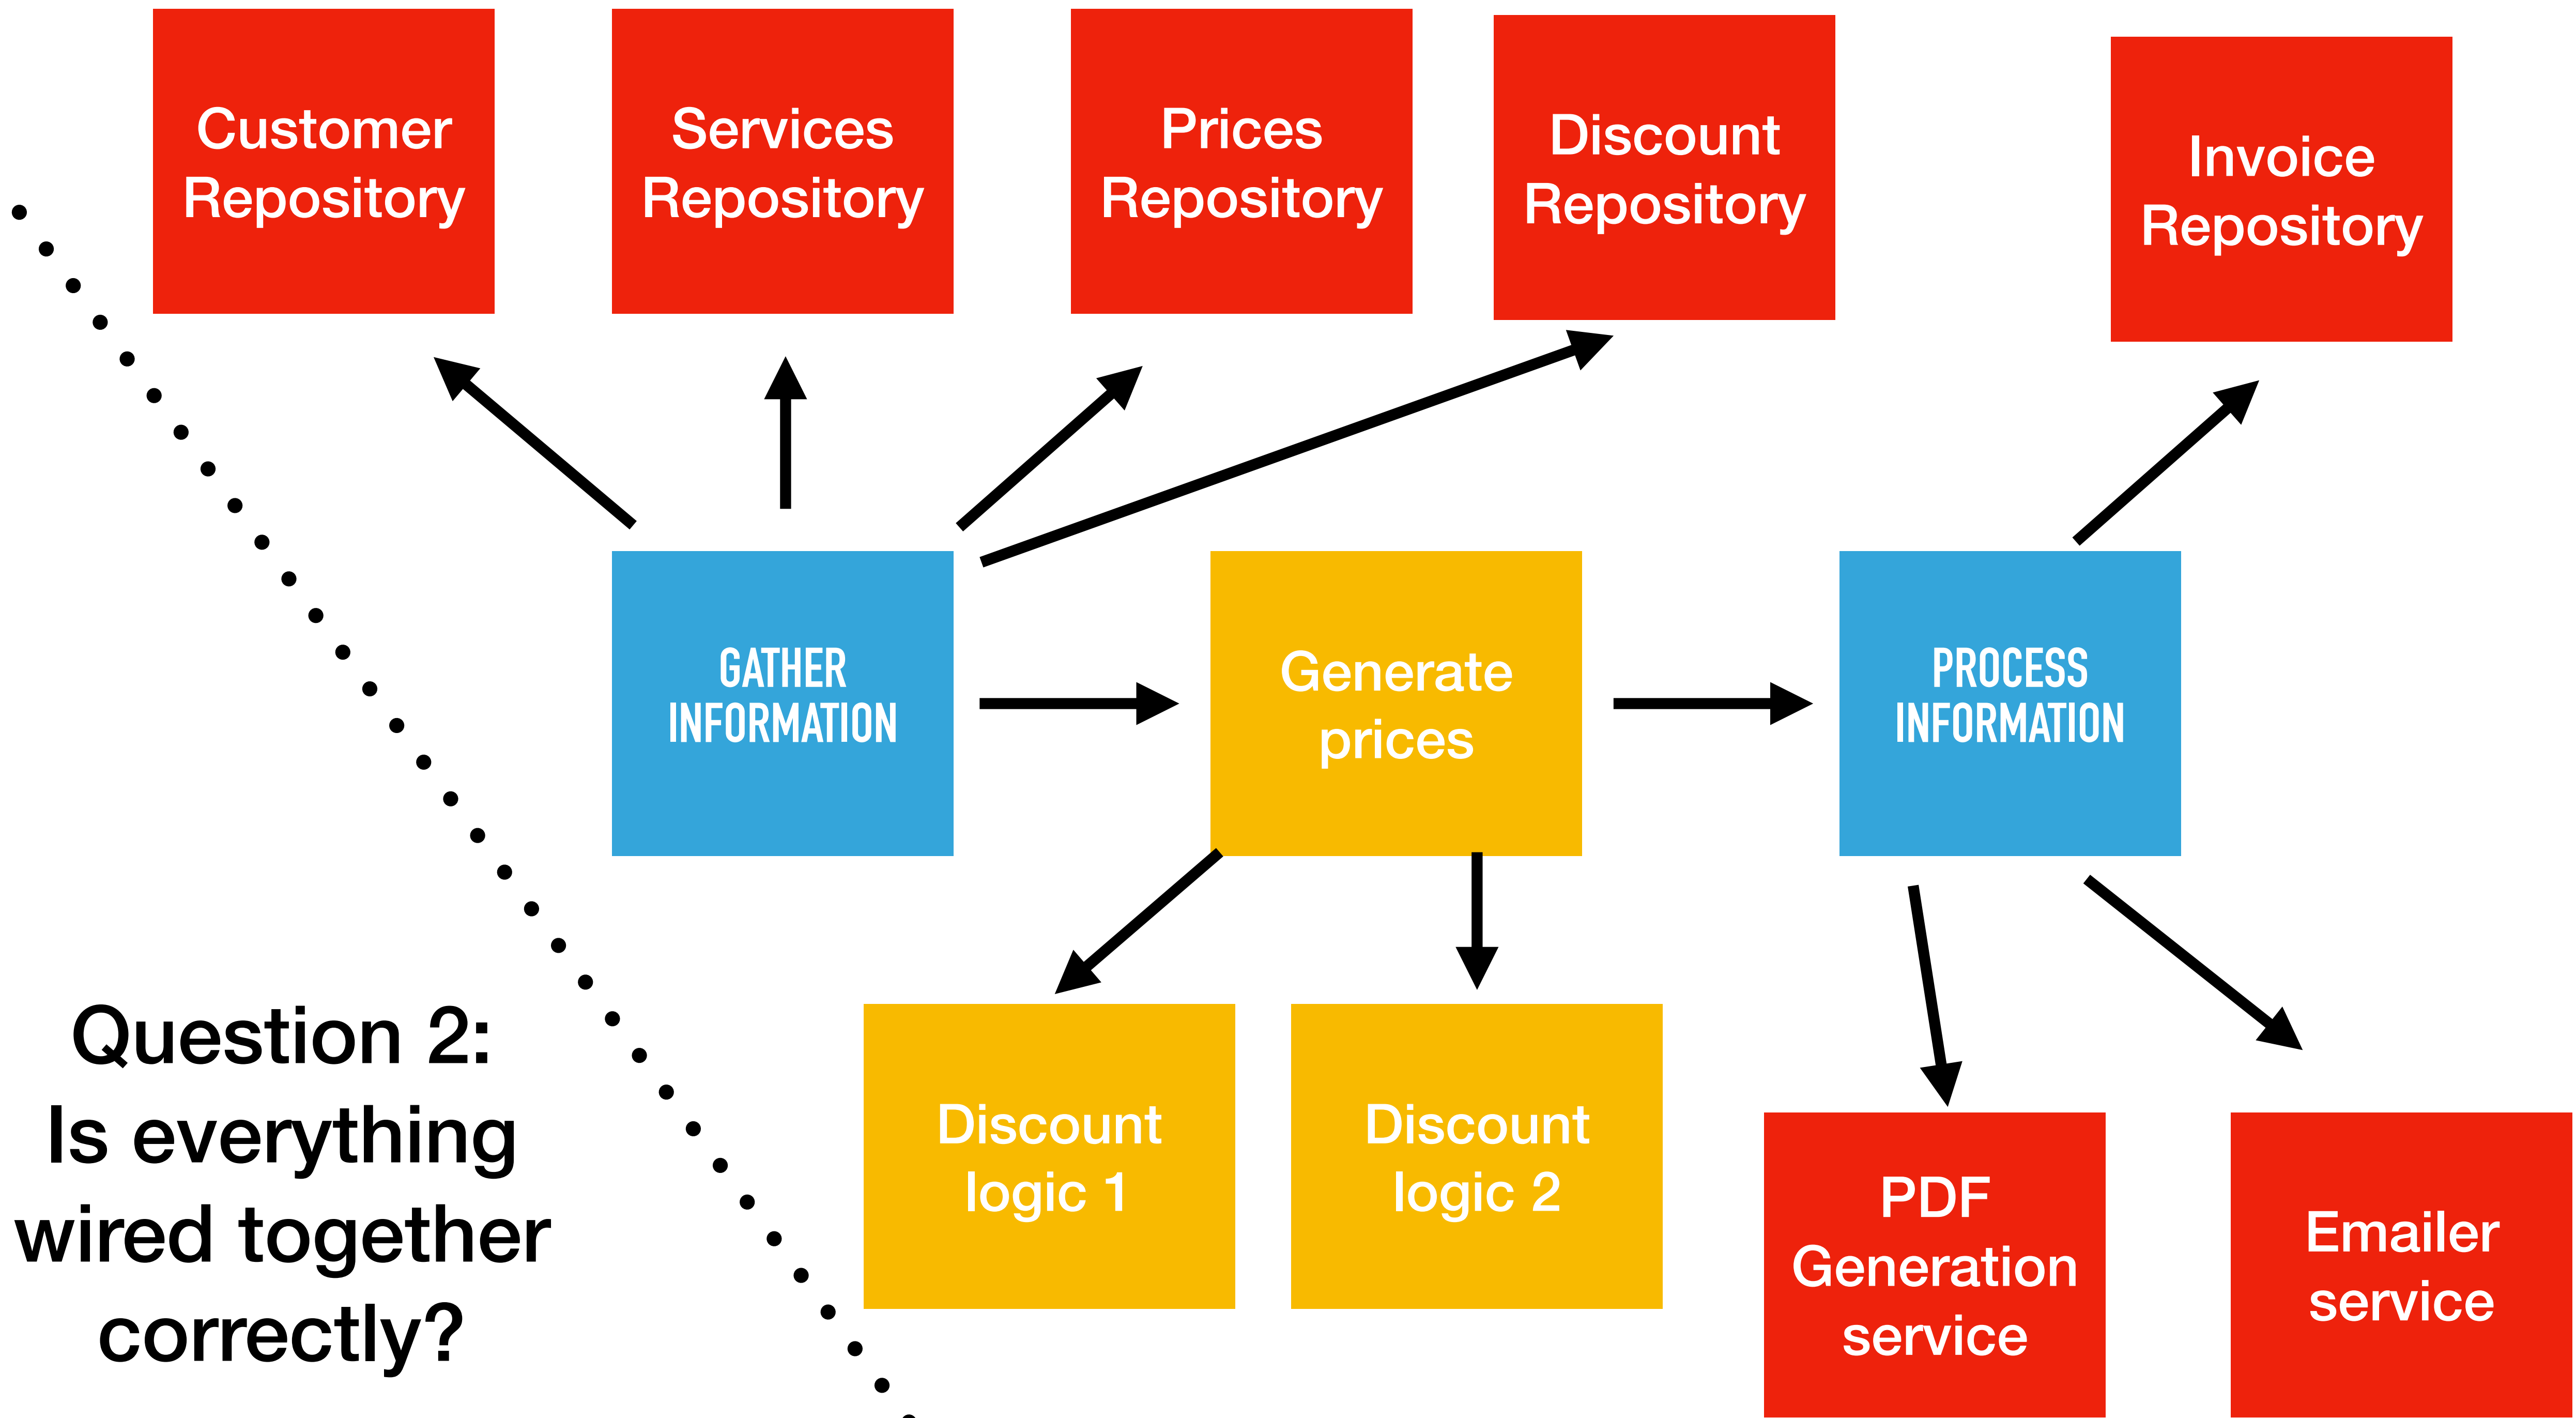 Customer
Repository
Services
Repository
Prices
Repository
Discount
Repository
Invoice
Repository
GATHER
INFORMATION
Generate
prices
PROCESS
INFORMATION
Question 2:
Is everything
wired together
correctly?
Discount
logic 1
Discount
logic 2
PDF
Generation
service
Emailer
service